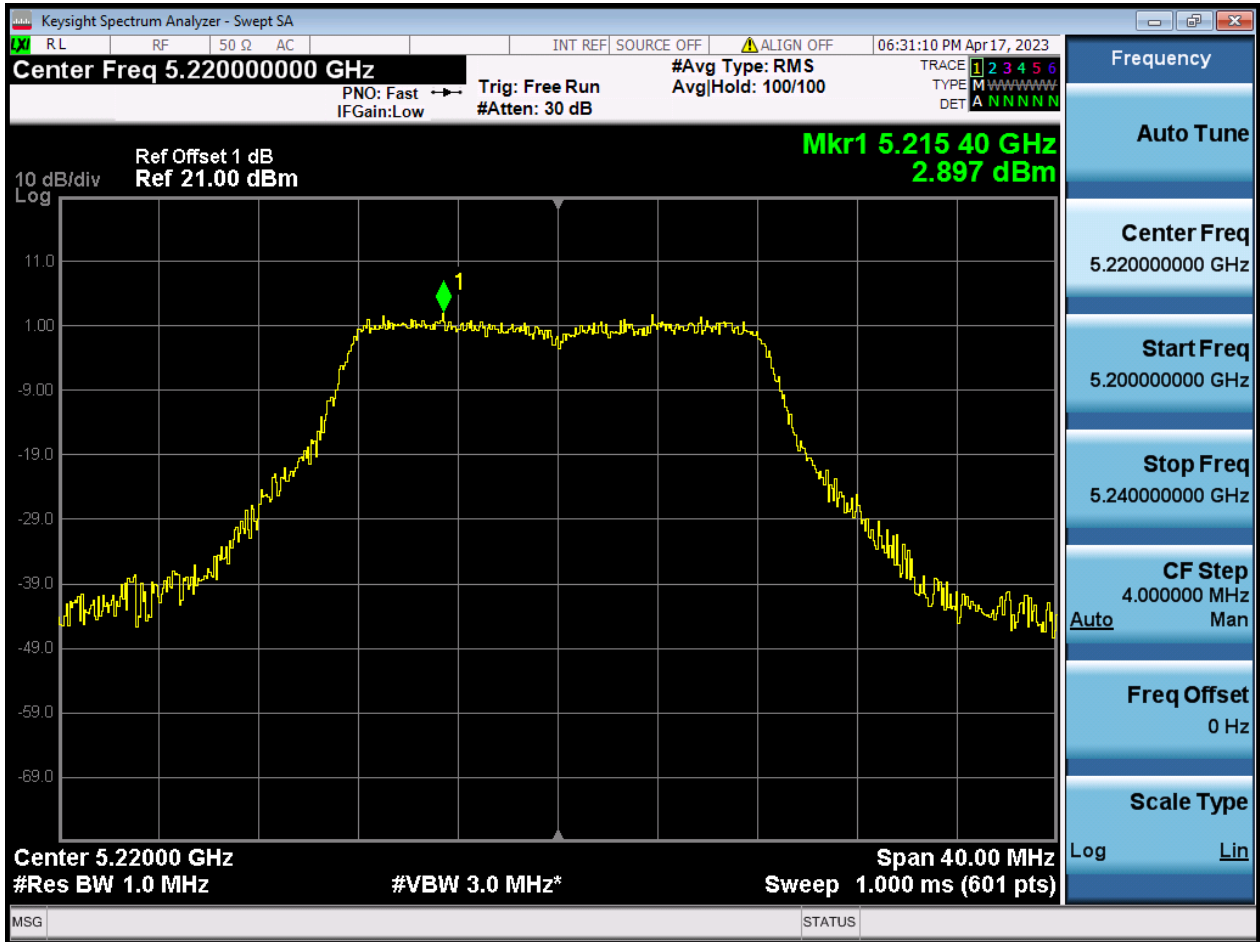 Keysight Spectrum Analyzer - Swept SA
LXI RL RF 50 Ω AC INT REF SOURCE OFF ALIGN OFF 06:31:10 PM Apr 17, 2023
Center Freq 5.220000000 GHz
PNO: Fast
IFGain:Low
Trig: Free Run
#Atten: 30 dB
#Avg Type: RMS
Avg|Hold: 100/100
TRACE 1 2 3 4 5 6
TYPE M WWWWW
DET A N N N N N
Mkr1 5.215 40 GHz
2.897 dBm
Ref Offset 1 dB
10 dB/div Ref 21.00 dBm
Log
1
11.0
1.00
-9.00
-19.0
-29.0
-39.0
-49.0
-59.0
-69.0
Center 5.22000 GHz Span 40.00 MHz
#Res BW 1.0 MHz #VBW 3.0 MHz* Sweep 1.000 ms (601 pts)
MSG STATUS
Frequency
Auto Tune
Center Freq
5.220000000 GHz
Start Freq
5.200000000 GHz
Stop Freq
5.240000000 GHz
CF Step
4.000000 MHz
Auto Man
Freq Offset
0 Hz
Scale Type
Log Lin